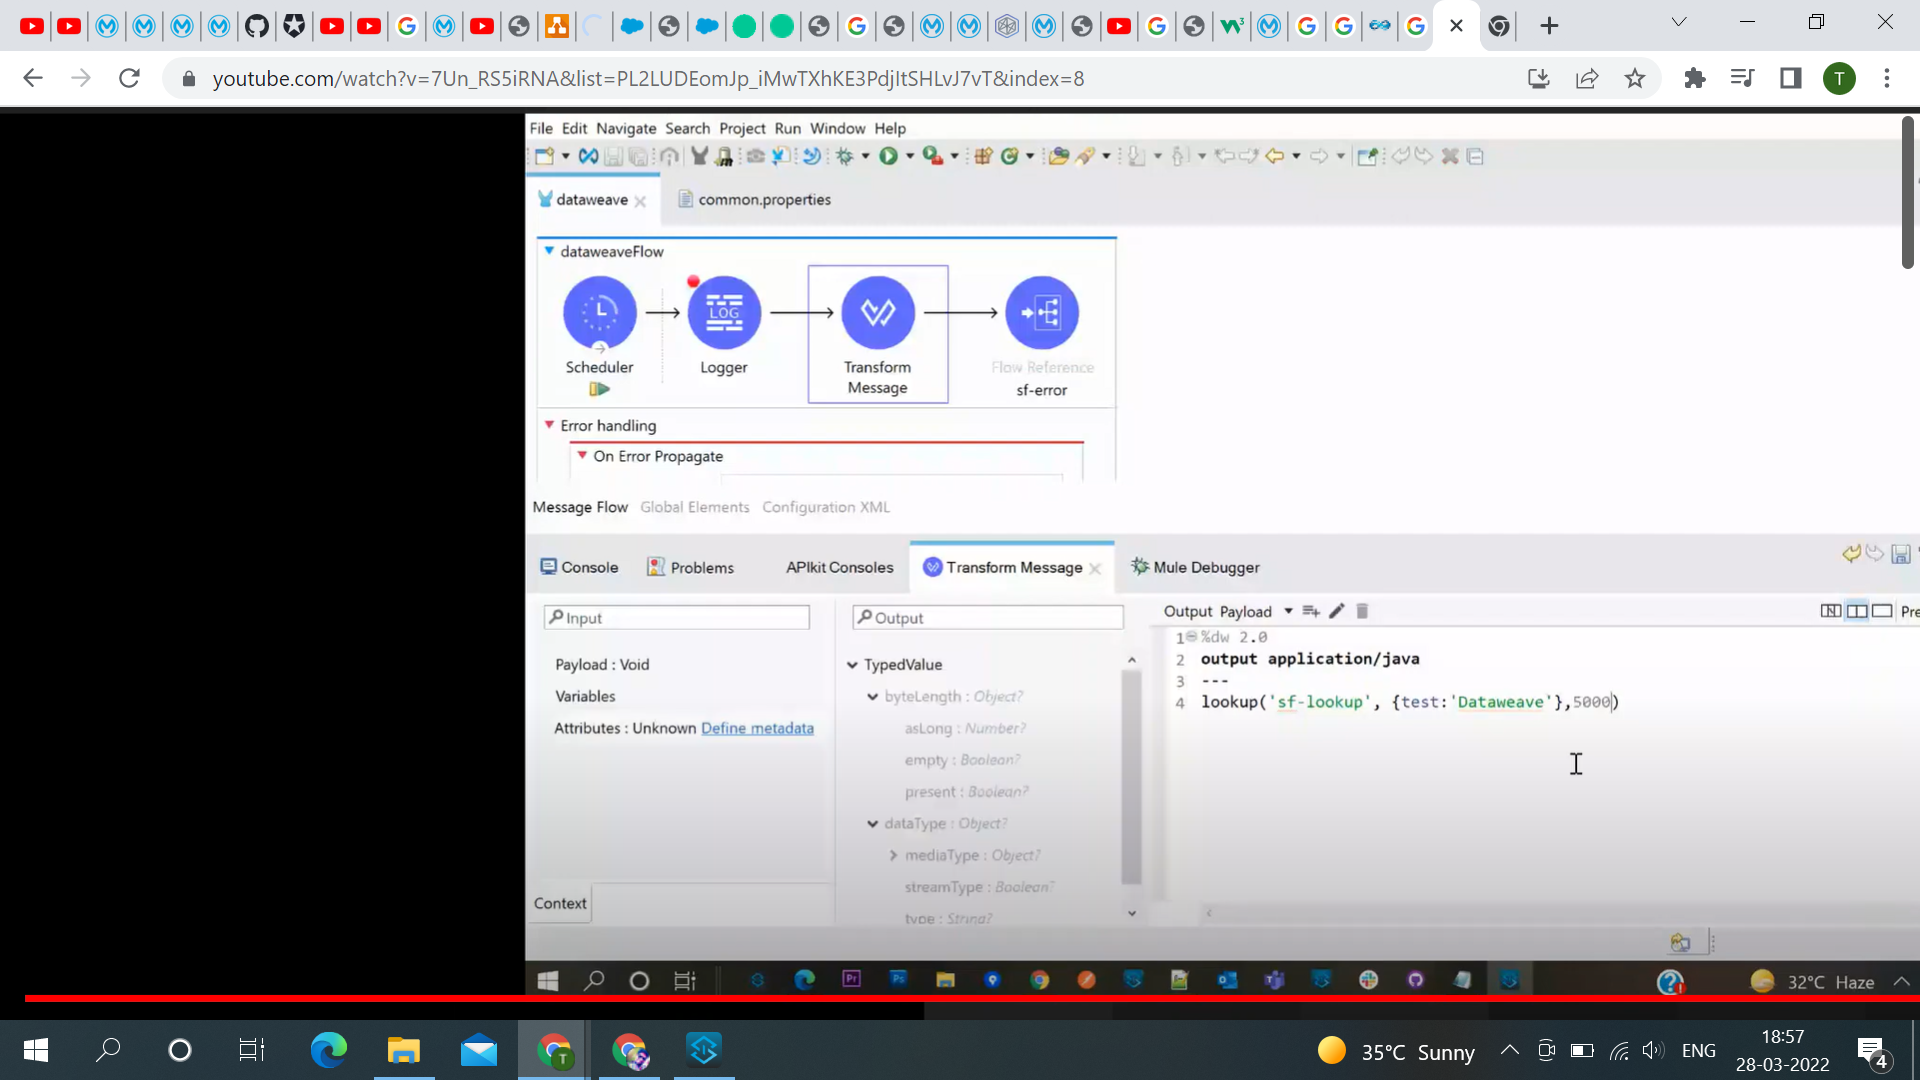 youtube.com/watch?v=7Un_RS5iRNA&list=PL2LUDEomJp_iMwTXhKE3PdjItSHLvJ7vT&index=8
T
File Edit Navigate Search Project Run Window Help
dataweave
common.properties
dataweaveFlow
LOG
Scheduler
Logger
Transform Message
Flow Reference
sf-error
Error handling
On Error Propagate
Message Flow Global Elements Configuration XML
Console
Problems
APIkit Consoles
Transform Message
Mule Debugger
Input
Output
Output Payload
Pre
Payload : Void
Variables
Attributes : Unknown Define metadata
TypedValue
byteLength : Object?
asLong : Number?
empty : Boolean?
present : Boolean?
dataType : Object?
mediaType : Object?
streamType : Boolean?
type : String?
1 %dw 2.0
2 output application/java
3 ---
4 lookup('sf-lookup', {test:'Dataweave'},5000)
Context
32°C Haze
35°C Sunny
ENG
18:57
28-03-2022
4